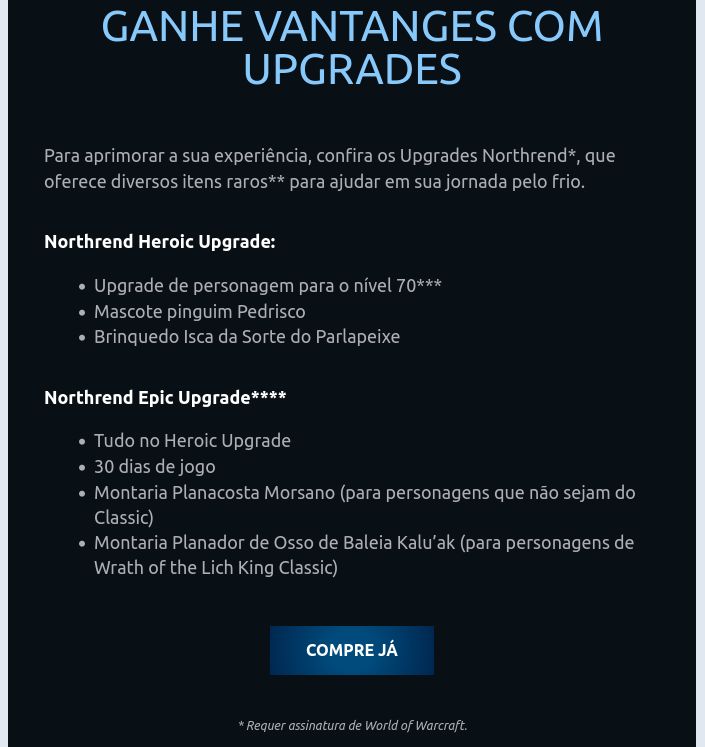 GANHE VANTANGES COM
UPGRADES
Para aprimorar a sua experiência, confira os Upgrades Northrend*, que
oferece diversos itens raros** para ajudar em sua jornada pelo frio.
Northrend Heroic Upgrade:
• Upgrade de personagem para o nível 70***
• Mascote pinguim Pedrisco
• Brinquedo Isca da Sorte do Parlapeixe
Northrend Epic Upgrade****
• Tudo no Heroic Upgrade
• 30 dias de jogo
• Montaria Planacosta Morsano (para personagens que não sejam do
Classic)
• Montaria Planador de Osso de Baleia Kalu’ak (para personagens de
Wrath of the Lich King Classic)
COMPRE JÁ
* Requer assinatura de World of Warcraft.